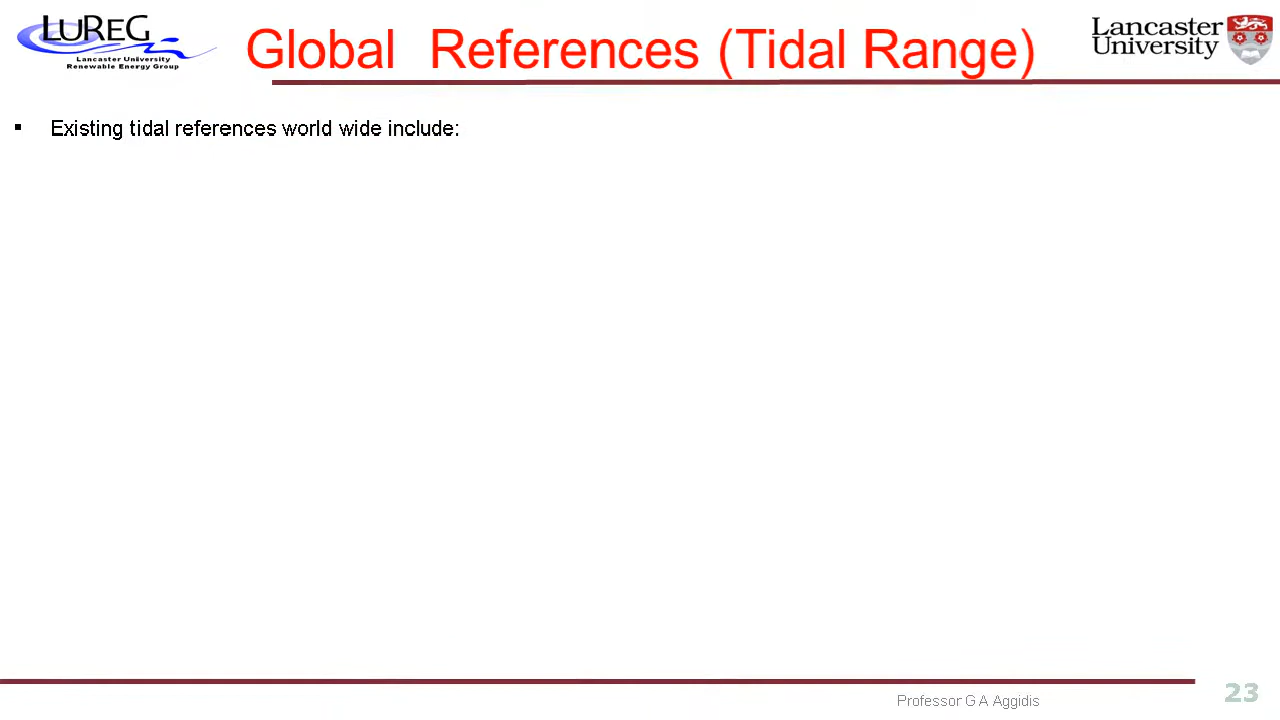 LUREG
Lancaster University
Renewable Energy Group
Global References (Tidal Range)
Lancaster
University
▪ Existing tidal references world wide include:
Professor G A Aggidis
23